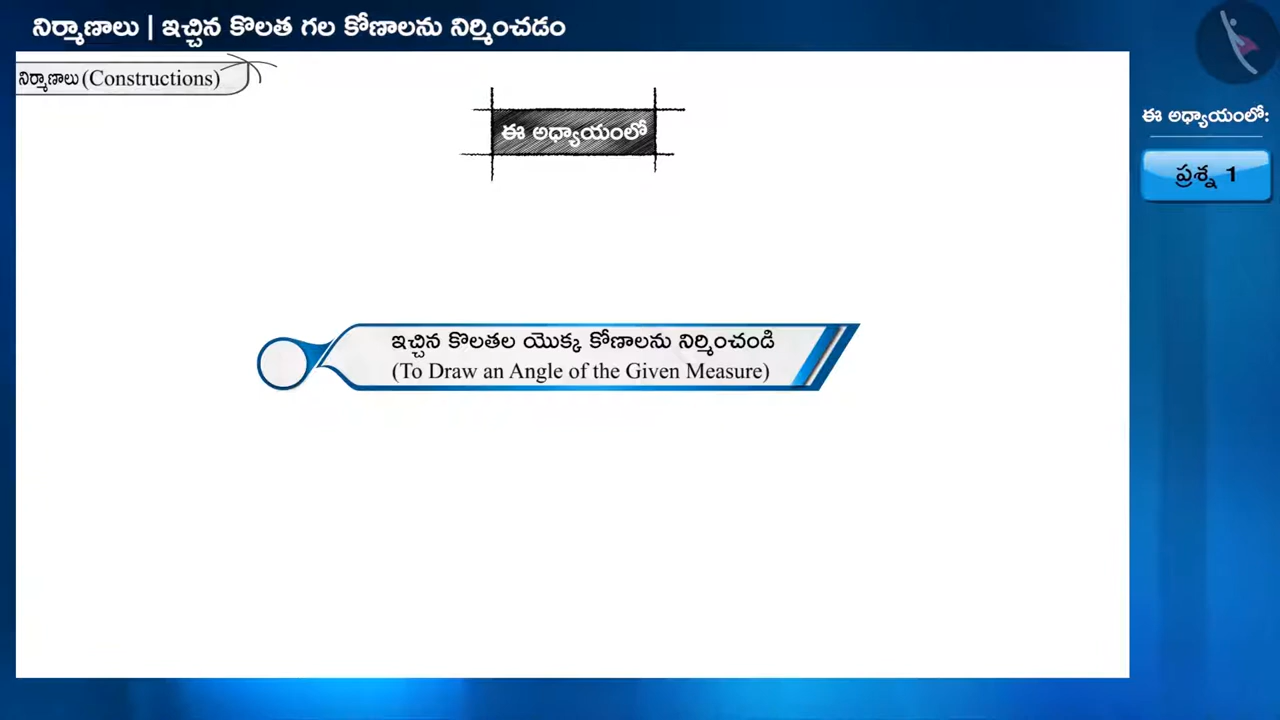 నిర్మాణాలు | ఇచ్చిన కొలత గల కోణాలను నిర్మించడం
నిర్మాణాలు (Constructions)
ఈ అధ్యాయంలో
ఇచ్చిన కొలతల యొక్క కోణాలను నిర్మించండి
(To Draw an Angle of the Given Measure)
ఈ అధ్యాయంలో:
ప్రశ్న 1